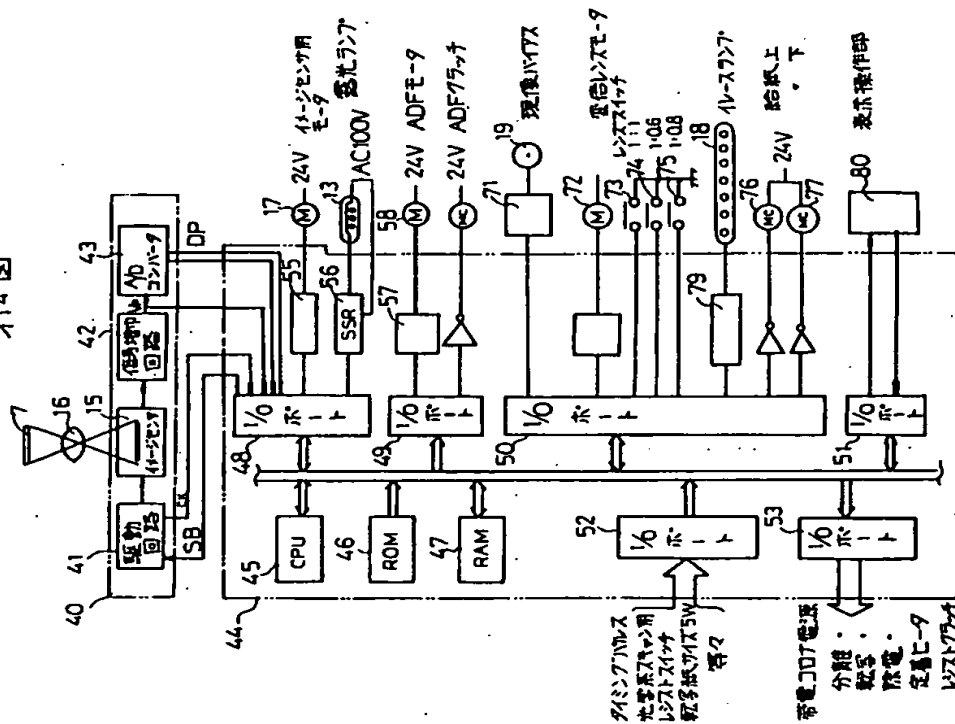 オ4図
7
16
40
41
駆動
回路
15
イメージセンサ
42
信号増巾
回路
43
A/D
コンバータ
CK
SB
DP
44
45
CPU
46
ROM
47
RAM
48
I/O
ポート
49
I/O
ポート
50
I/O
ポート
51
I/O
ポート
52
I/O
ポート
53
I/O
ポート
55
17
M
24V イメージセンサ用
モータ
56
SSR
13
AC100V
露光ランプ
57
58
M
24V ADFモータ
MC
24V ADFクラッチ
71
19
現像バイアス
72
M
変倍レンズモータ
73
レンズスイッチ
1:1
74
1:0.6
75
1:0.8
79
18
イレースランプ
76
MC
給紙上
24V
77
MC
〃 下
80
表示操作部
タイミングパルス
光学系スキャン用
レジストスイッチ
転写紙サイズSW
等々
帯電コロナ電源
分離 〃
転写 〃
除電 〃
定着ヒータ
レジストクラッチ